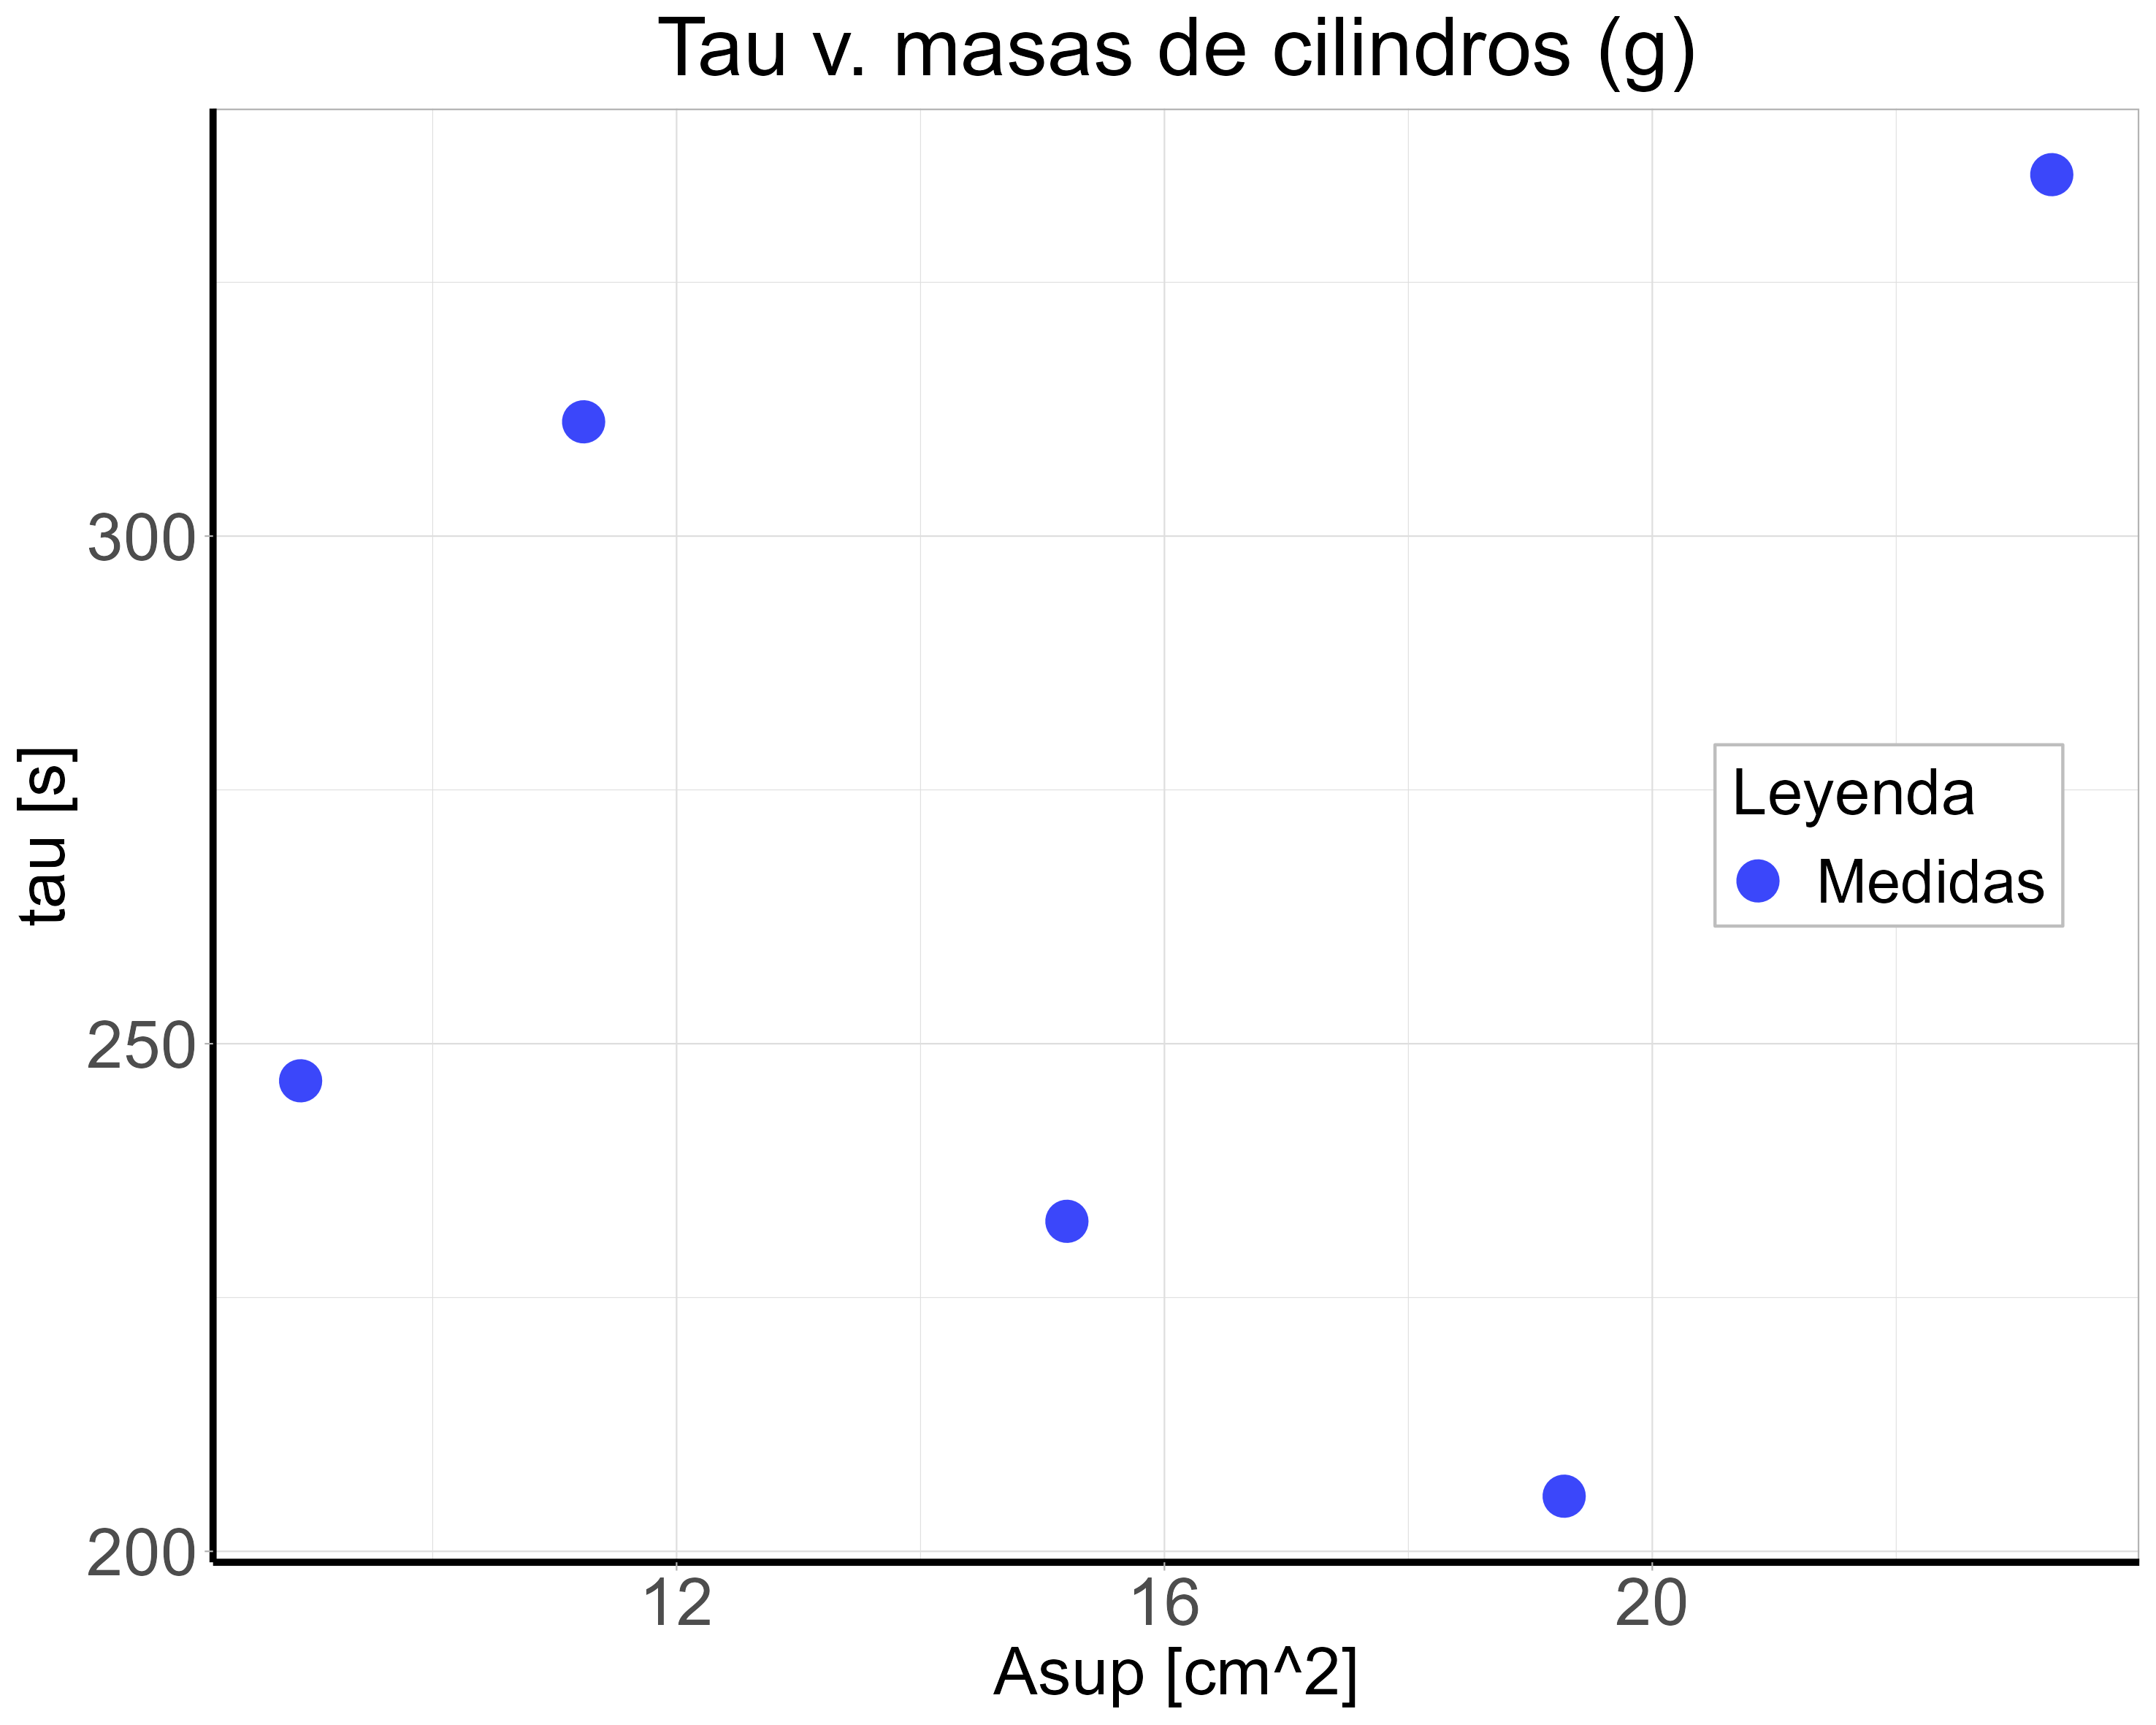 Tau v. masas de cilindros (g)
tau [s]
300
250
200
Leyenda
Medidas
12
16
20
Asup [cm^2]